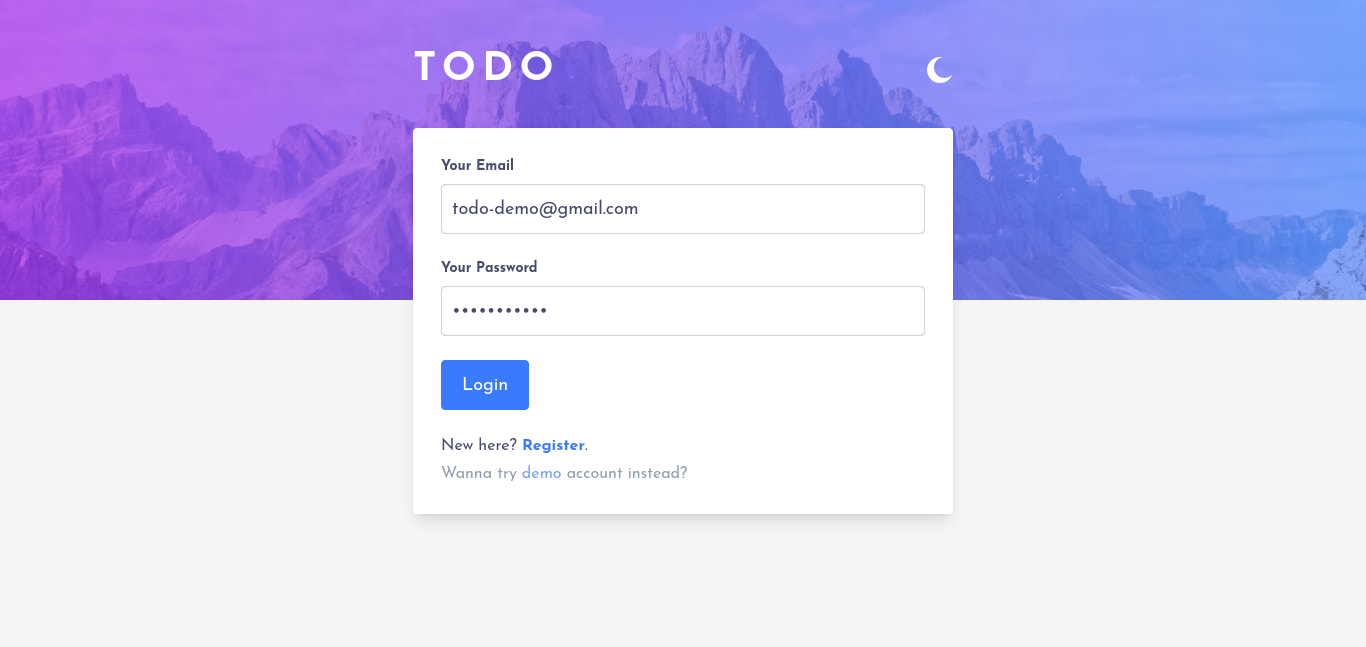 TODO
Your Email
todo-demo@gmail.com
Your Password
•••••••••••
Login
New here? Register.
Wanna try demo account instead?